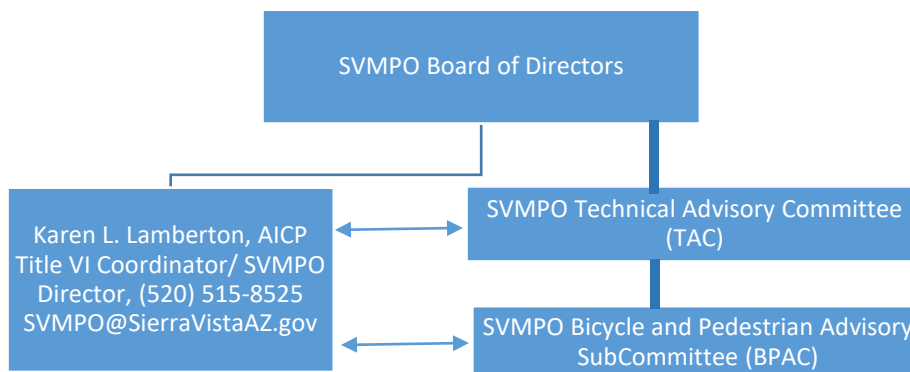 SVMPO Board of Directors
Karen L. Lamberton, AICP
Title VI Coordinator/ SVMPO
Director, (520) 515-8525
SVMPO@SierraVistaAZ.gov
SVMPO Technical Advisory Committee
(TAC)
SVMPO Bicycle and Pedestrian Advisory
SubCommittee (BPAC)